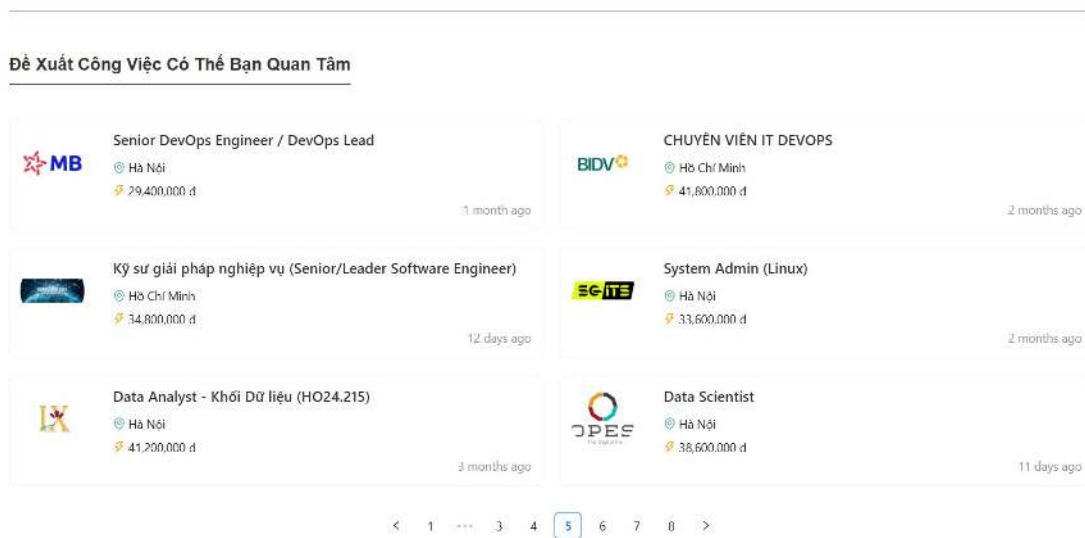 Đề Xuất Công Việc Có Thể Bạn Quan Tâm
MB
Senior DevOps Engineer / DevOps Lead
Hà Nội
29,400,000 đ
1 month ago
BIDV
CHUYÊN VIÊN IT DEVOPS
Hồ Chí Minh
41,800,000 đ
2 months ago
Kỹ sư giải pháp nghiệp vụ (Senior/Leader Software Engineer)
Hồ Chí Minh
34,800,000 đ
12 days ago
SG ITS
System Admin (Linux)
Hà Nội
33,600,000 đ
2 months ago
Data Analyst - Khối Dữ liệu (HO24.215)
Hà Nội
41,200,000 đ
3 months ago
OPES
Data Scientist
Hà Nội
38,600,000 đ
11 days ago
< 1 ••• 3 4 5 6 7 8 >